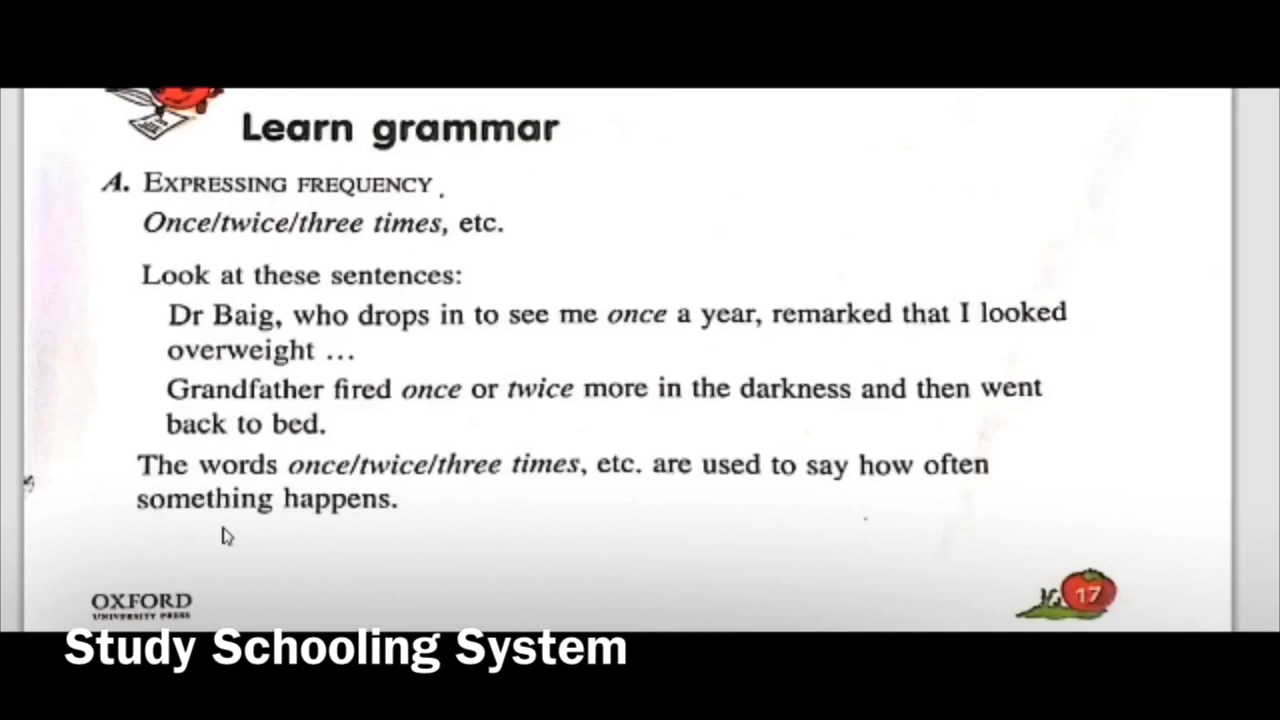 Learn grammar
A. EXPRESSING FREQUENCY
Once/twice/three times, etc.
Look at these sentences:
Dr Baig, who drops in to see me once a year, remarked that I looked
overweight ...
Grandfather fired once or twice more in the darkness and then went
back to bed.
The words once/twice/three times, etc. are used to say how often
something happens.
OXFORD
UNIVERSITY PRESS
17
Study Schooling System